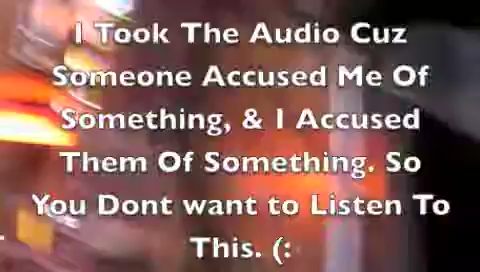 I Took The Audio Cuz
Someone Accused Me Of
Something, & I Accused
Them Of Something. So
You Dont want to Listen To
This. (: